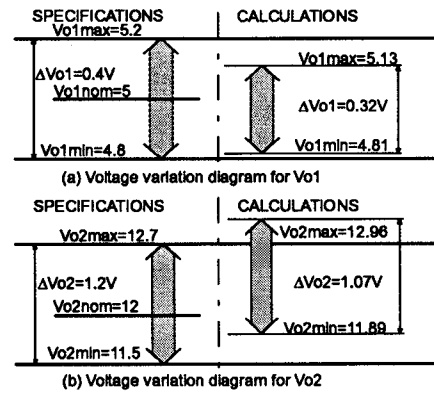 SPECIFICATIONS CALCULATIONS
Vo1max=5.2
Vo1max=5.13
ΔVo1=0.4V
Vo1nom=5
ΔVo1=0.32V
Vo1min=4.8
Vo1min=4.81
(a) Voltage variation diagram for Vo1
SPECIFICATIONS CALCULATIONS
Vo2max=12.7
Vo2max=12.96
ΔVo2=1.2V
ΔVo2=1.07V
Vo2nom=12
Vo2min=11.89
Vo2min=11.5
(b) Voltage variation diagram for Vo2